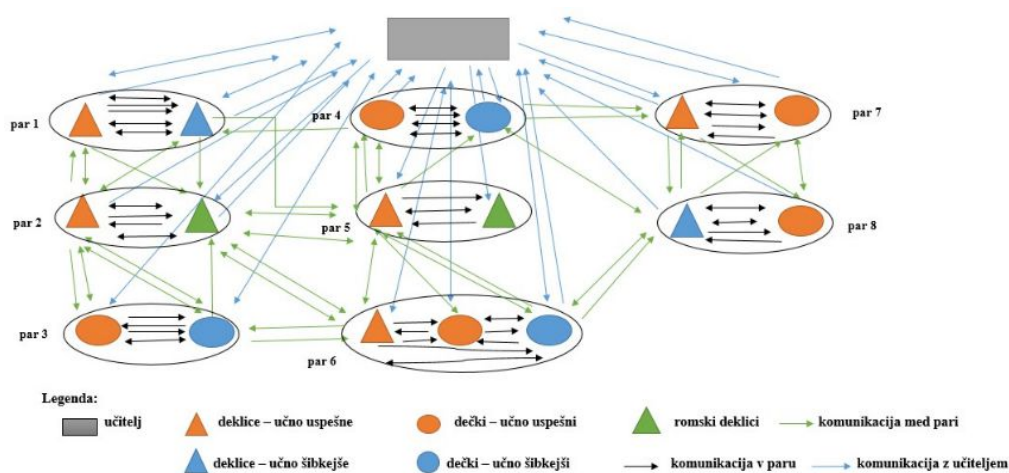 par 1
par 4
par 7
par 2
par 5
par 8
par 3
par 6
Legenda:
učitelj
deklice – učno uspešne
dečki – učno uspešni
romski deklici
komunikacija med pari
deklice – učno šibkejše
dečki – učno šibkejši
komunikacija v paru
komunikacija z učiteljem